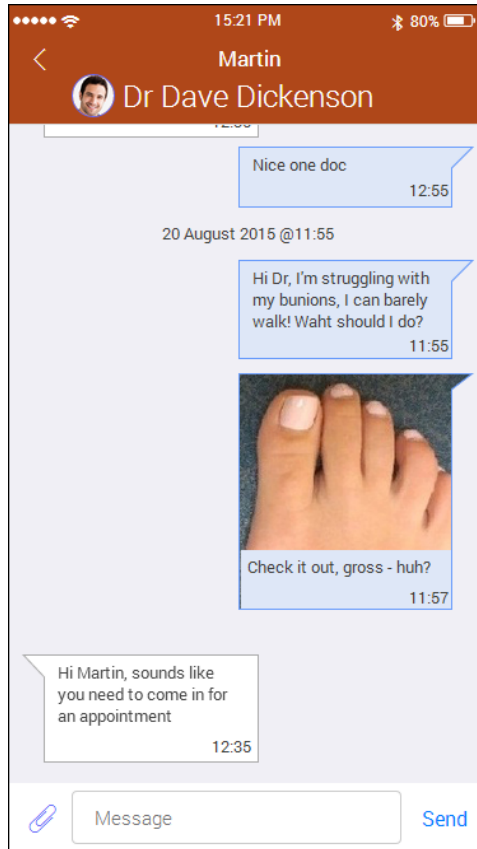 15:21 PM
80%
Martin
Dr Dave Dickenson
Nice one doc
12:55
20 August 2015 @11:55
Hi Dr, I'm struggling with
my bunions, I can barely
walk! Waht should I do?
11:55
Check it out, gross - huh?
11:57
Hi Martin, sounds like
you need to come in for
an appointment
12:35
Message
Send